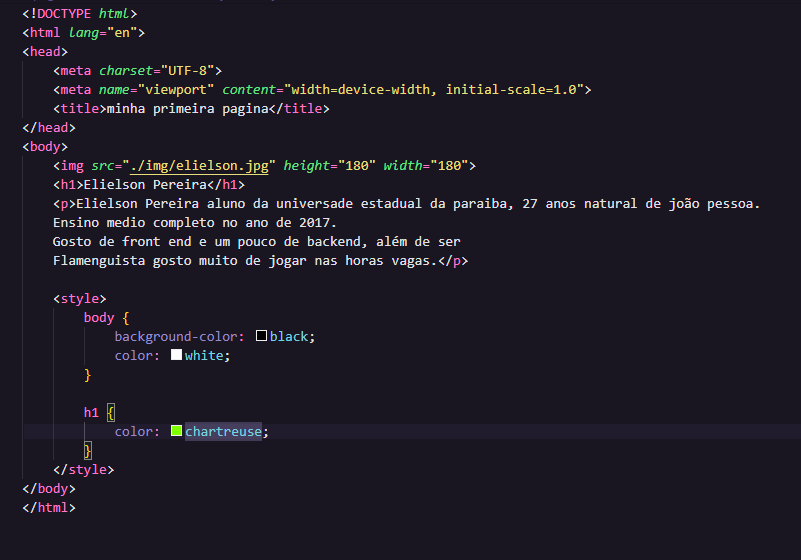 <!DOCTYPE html>
<html lang="en">
<head>
    <meta charset="UTF-8">
    <meta name="viewport" content="width=device-width, initial-scale=1.0">
    <title>minha primeira pagina</title>
</head>
<body>
    <img src="./img/elielson.jpg" height="180" width="180">
    <h1>Elielson Pereira</h1>
    <p>Elielson Pereira aluno da universade estadual da paraiba, 27 anos natural de joão pessoa.
    Ensino medio completo no ano de 2017.
    Gosto de front end e um pouco de backend, além de ser
    Flamenguista gosto muito de jogar nas horas vagas.</p>

    <style>
        body {
            background-color: black;
            color: white;
        }

        h1 {
            color: chartreuse;
        }
    </style>
</body>
</html>